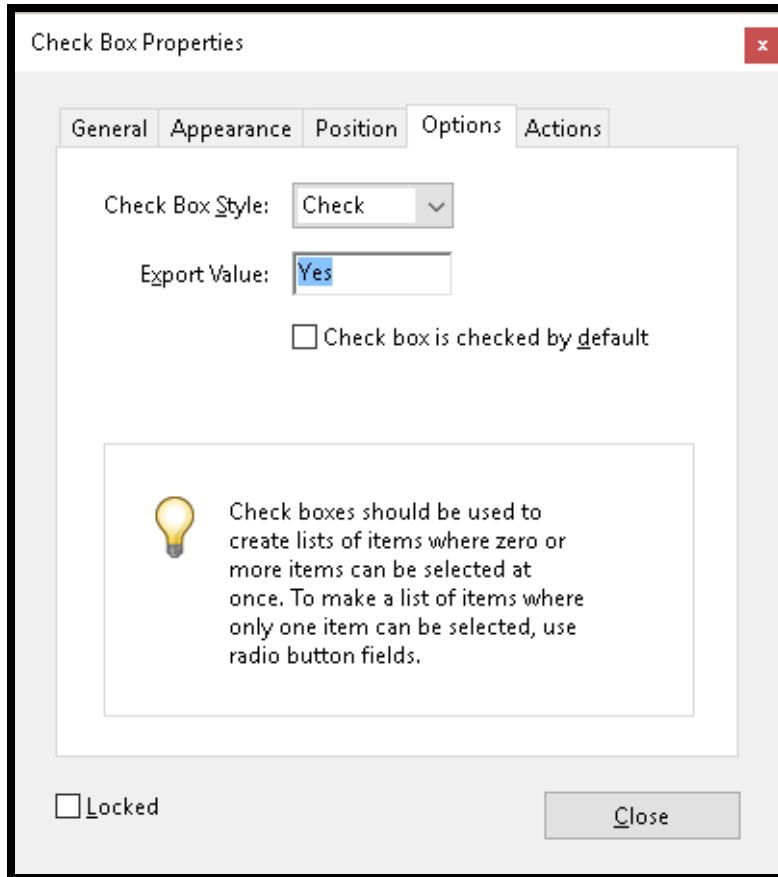 Check Box Properties
x
General Appearance Position Options Actions
Check Box Style: Check
Export Value: Yes
Check box is checked by default
Check boxes should be used to
create lists of items where zero or
more items can be selected at
once. To make a list of items where
only one item can be selected, use
radio button fields.
Locked
Close